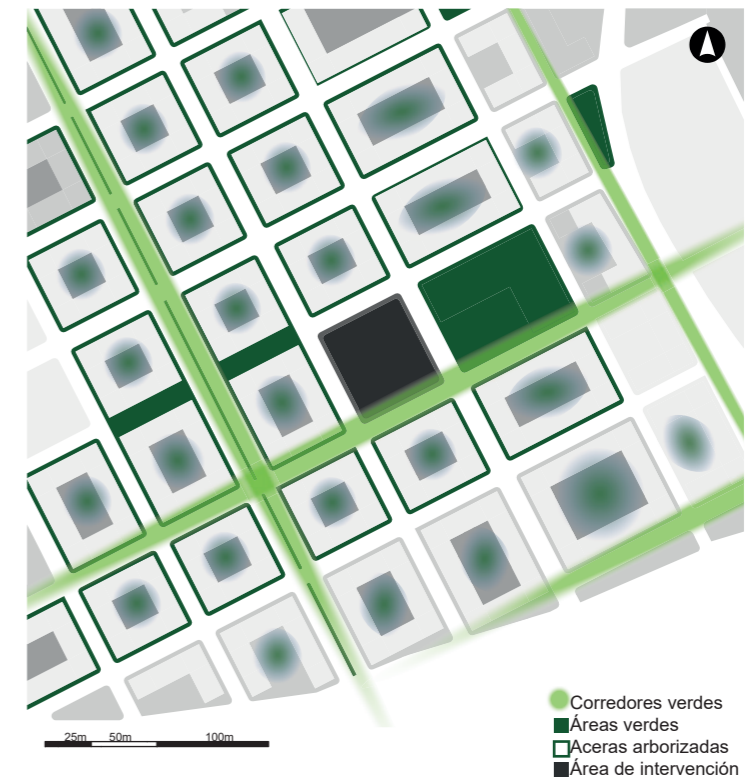 25m 50m 100m
Corredores verdes
Áreas verdes
Aceras arborizadas
Área de intervención